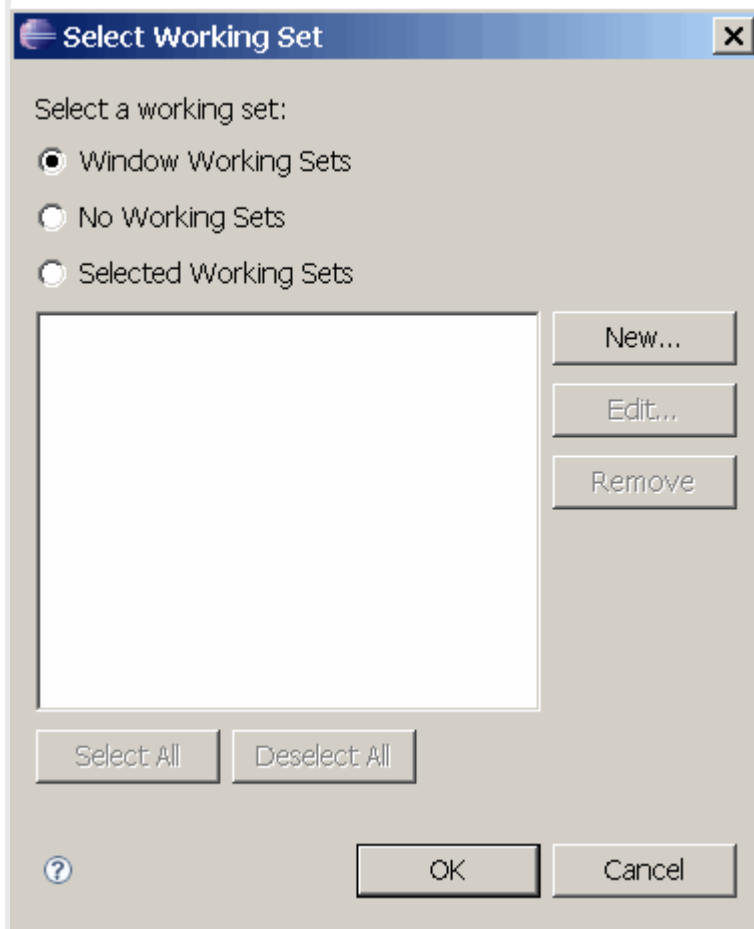 Select Working Set
Select a working set:
Window Working Sets
No Working Sets
Selected Working Sets
New...
Edit...
Remove
Select All Deselect All
? OK Cancel